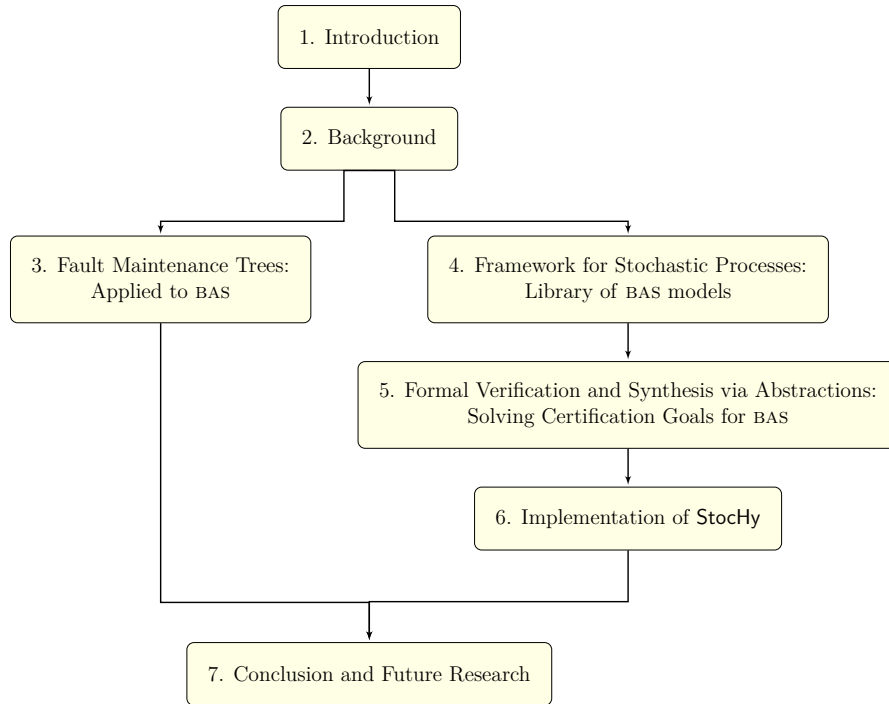 1. Introduction
2. Background
3. Fault Maintenance Trees:
Applied to BAS
4. Framework for Stochastic Processes:
Library of BAS models
5. Formal Verification and Synthesis via Abstractions:
Solving Certification Goals for BAS
6. Implementation of StocHy
7. Conclusion and Future Research